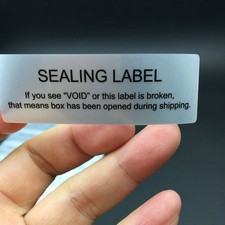 SEALING LABEL
If you see "VOID" or this label is broken,
that means box has been opened during shipping.